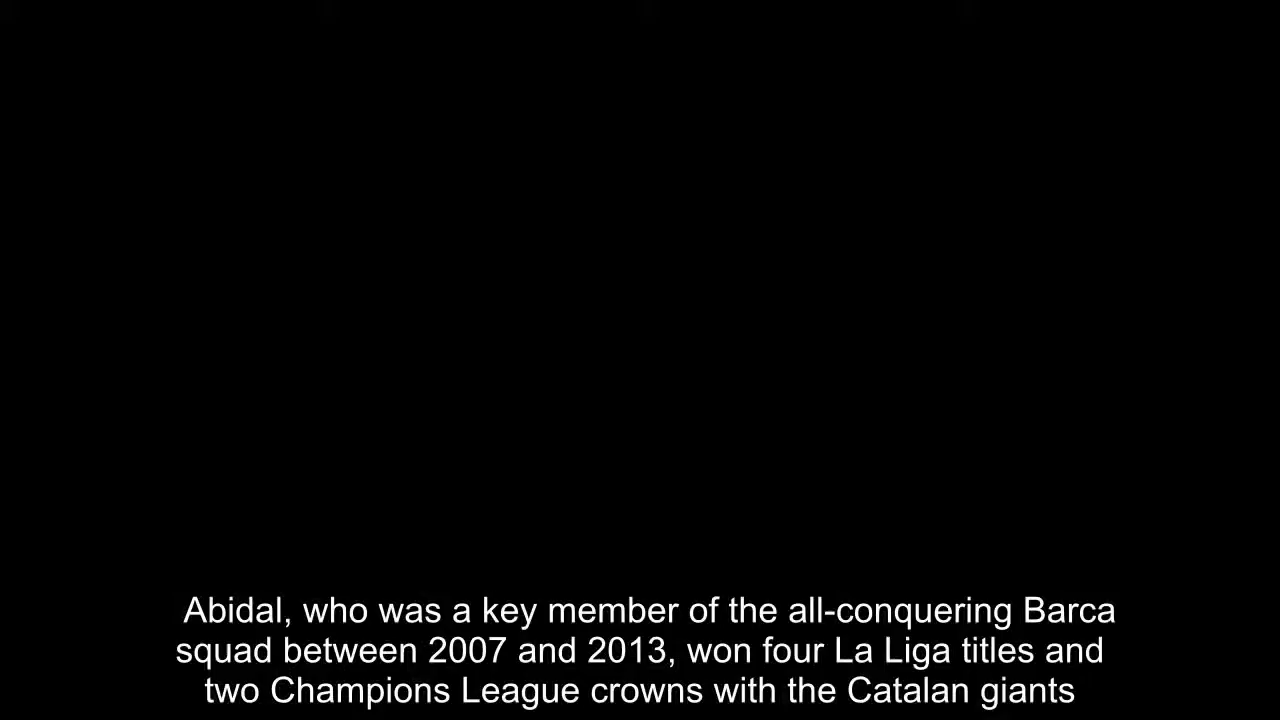 Abidal, who was a key member of the all-conquering Barca
squad between 2007 and 2013, won four La Liga titles and
two Champions League crowns with the Catalan giants